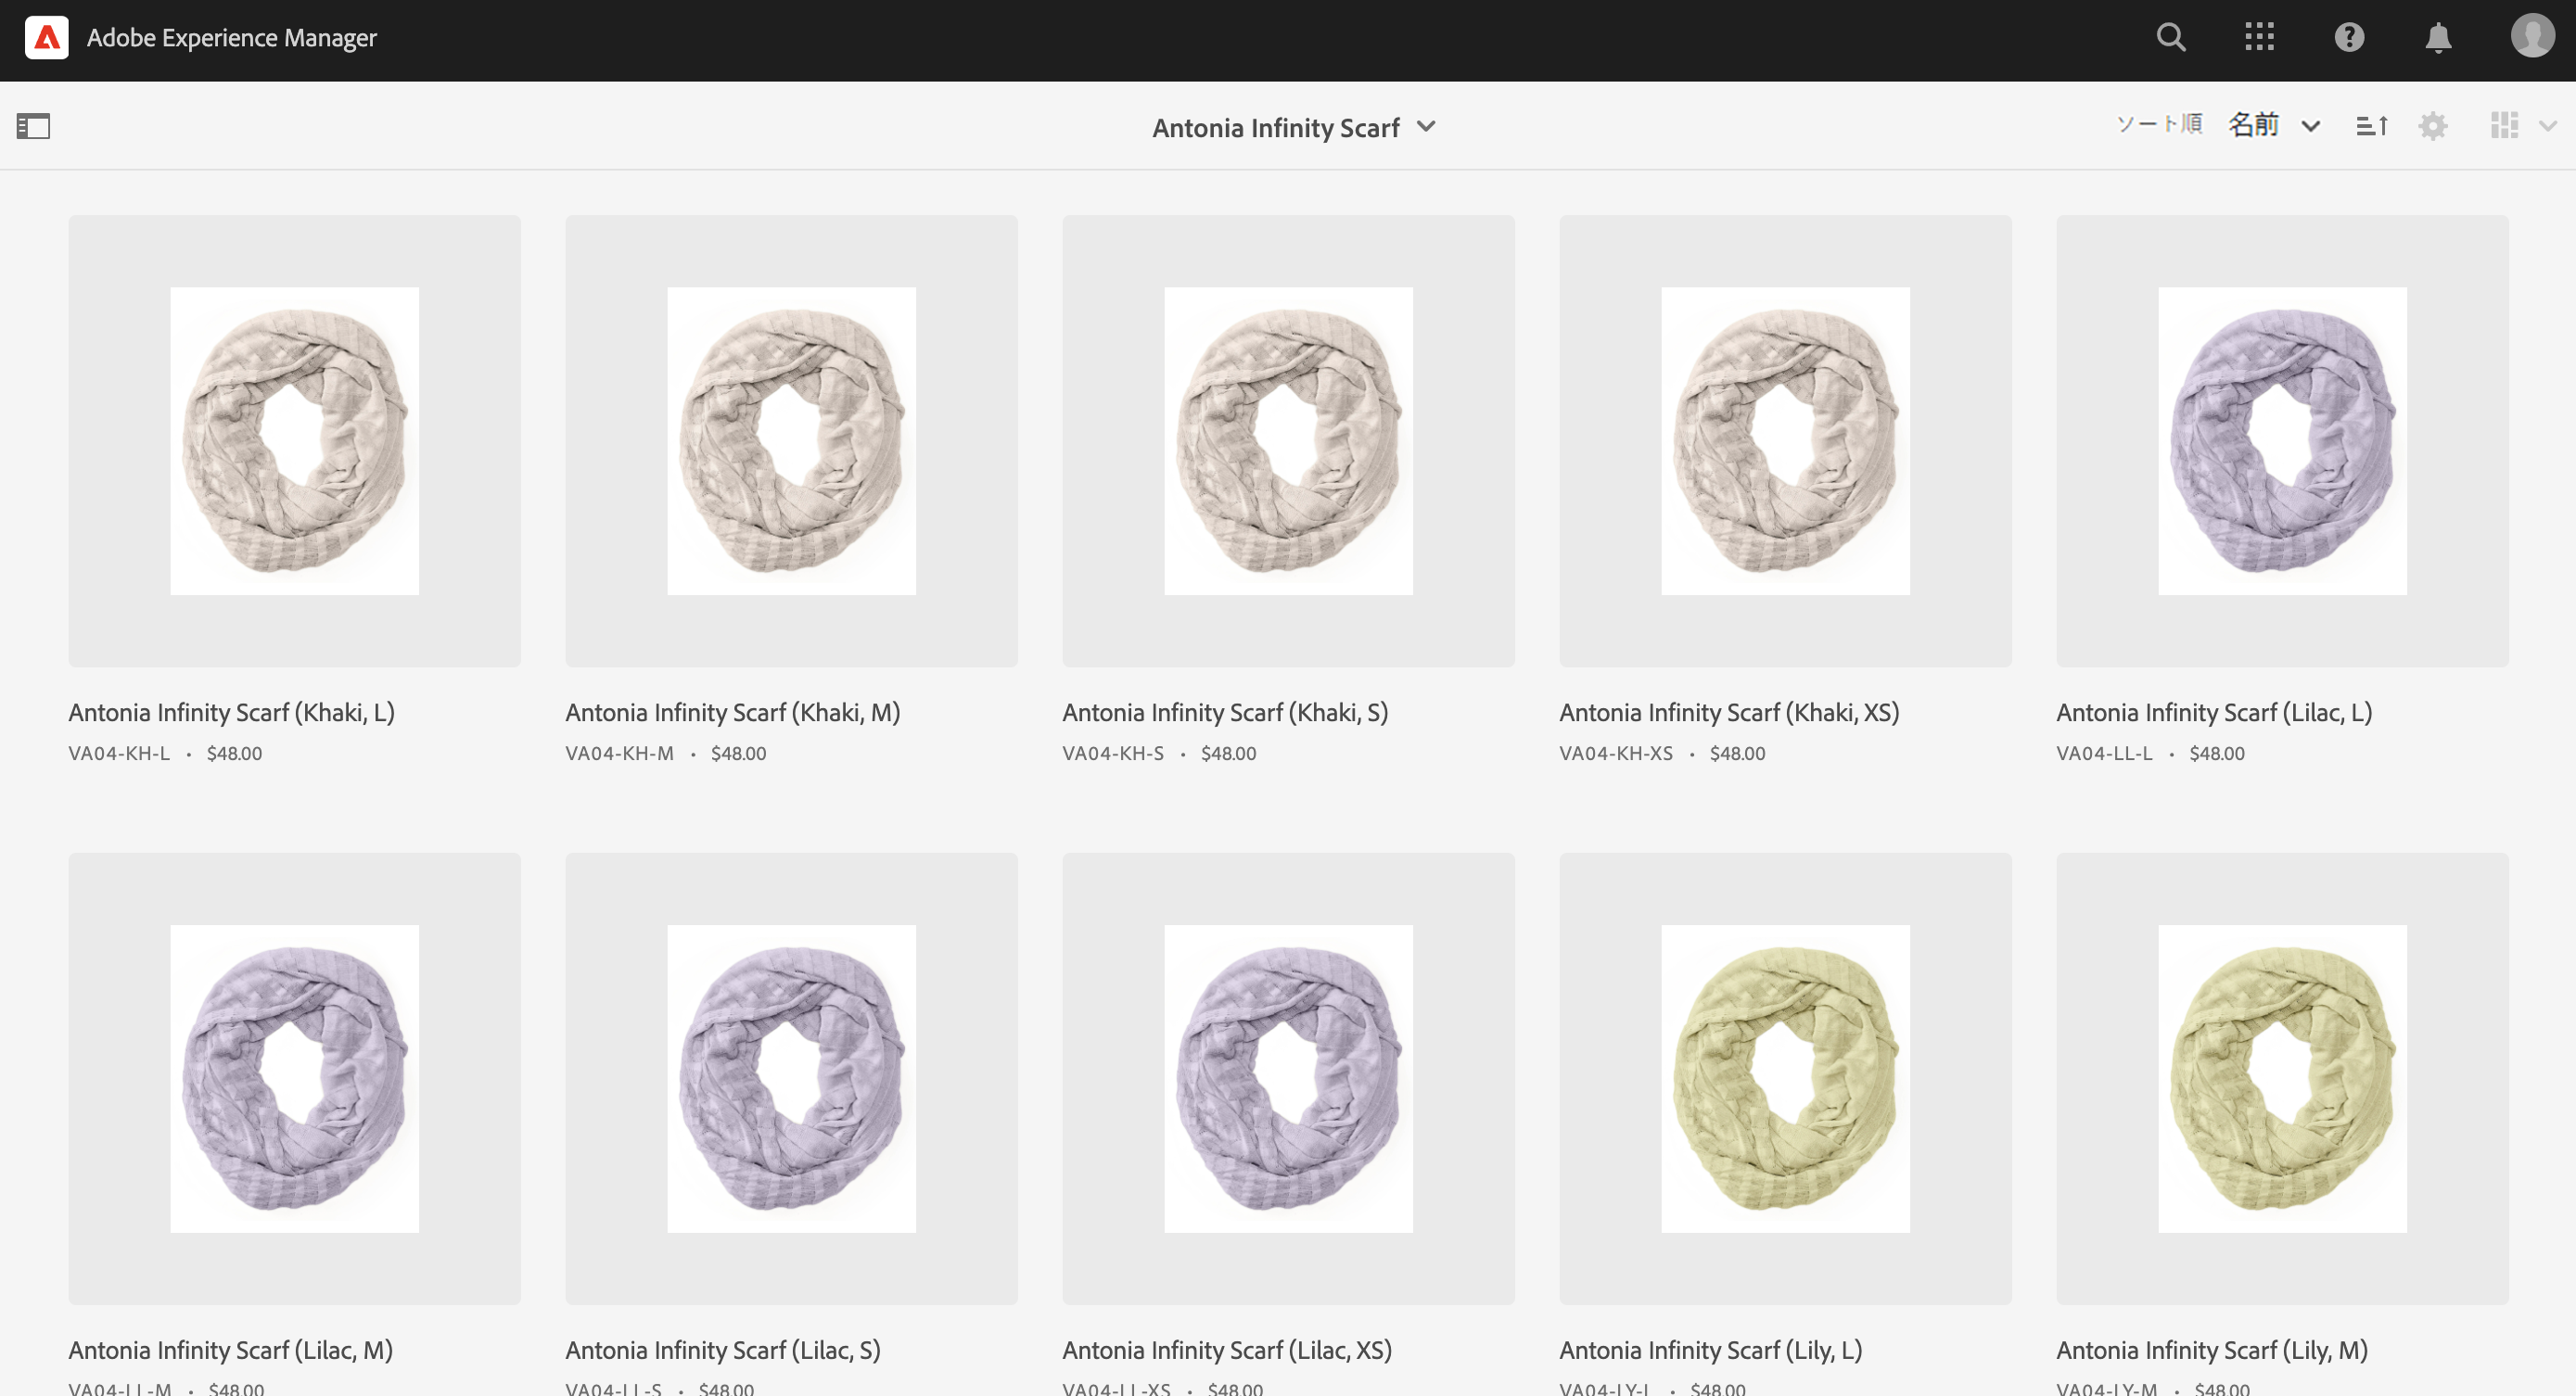 Adobe Experience Manager
Antonia Infinity Scarf
ソート順 名前
Antonia Infinity Scarf (Khaki, L)
VA04-KH-L • $48.00
Antonia Infinity Scarf (Khaki, M)
VA04-KH-M • $48.00
Antonia Infinity Scarf (Khaki, S)
VA04-KH-S • $48.00
Antonia Infinity Scarf (Khaki, XS)
VA04-KH-XS • $48.00
Antonia Infinity Scarf (Lilac, L)
VA04-LL-L • $48.00
Antonia Infinity Scarf (Lilac, M)
VA04-LL-M • $48.00
Antonia Infinity Scarf (Lilac, S)
VA04-LL-S • $48.00
Antonia Infinity Scarf (Lilac, XS)
VA04-LL-XS • $48.00
Antonia Infinity Scarf (Lily, L)
VA04-LY-L • $48.00
Antonia Infinity Scarf (Lily, M)
VA04-LY-M • $48.00